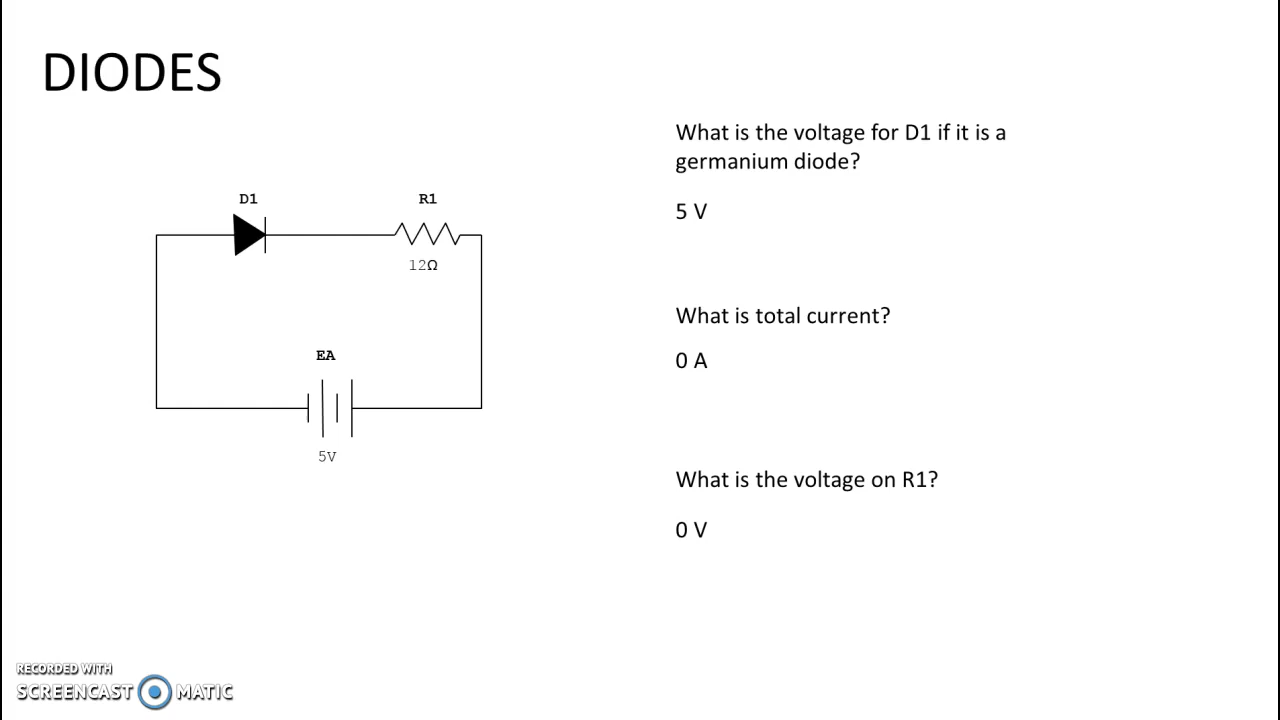 DIODES
What is the voltage for D1 if it is a
germanium diode?
5 V
D1
R1
12Ω
What is total current?
0 A
EA
5V
What is the voltage on R1?
0 V
RECORDED WITH
SCREENCAST MATIC